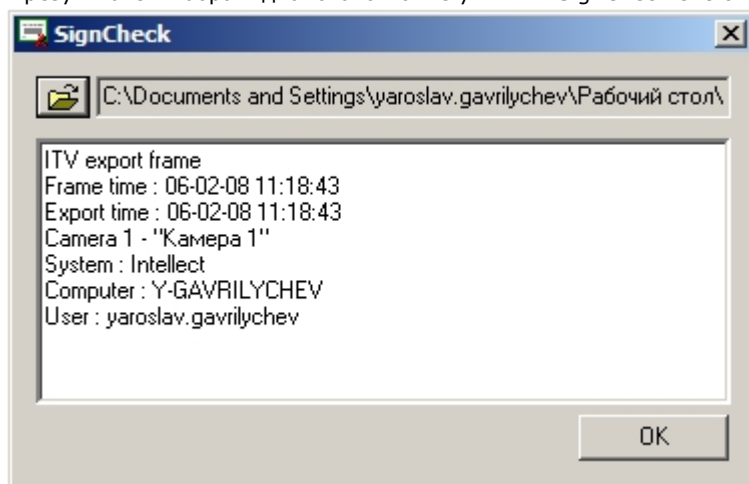 SignCheck
C:\Documents and Settings\yaroslav.gavrilychev\Рабочий стол\
ITV export frame
Frame time : 06-02-08 11:18:43
Export time : 06-02-08 11:18:43
Camera 1 - "Камера 1"
System : Intellect
Computer : Y-GAVRILYCHEV
User : yaroslav.gavrilychev
OK